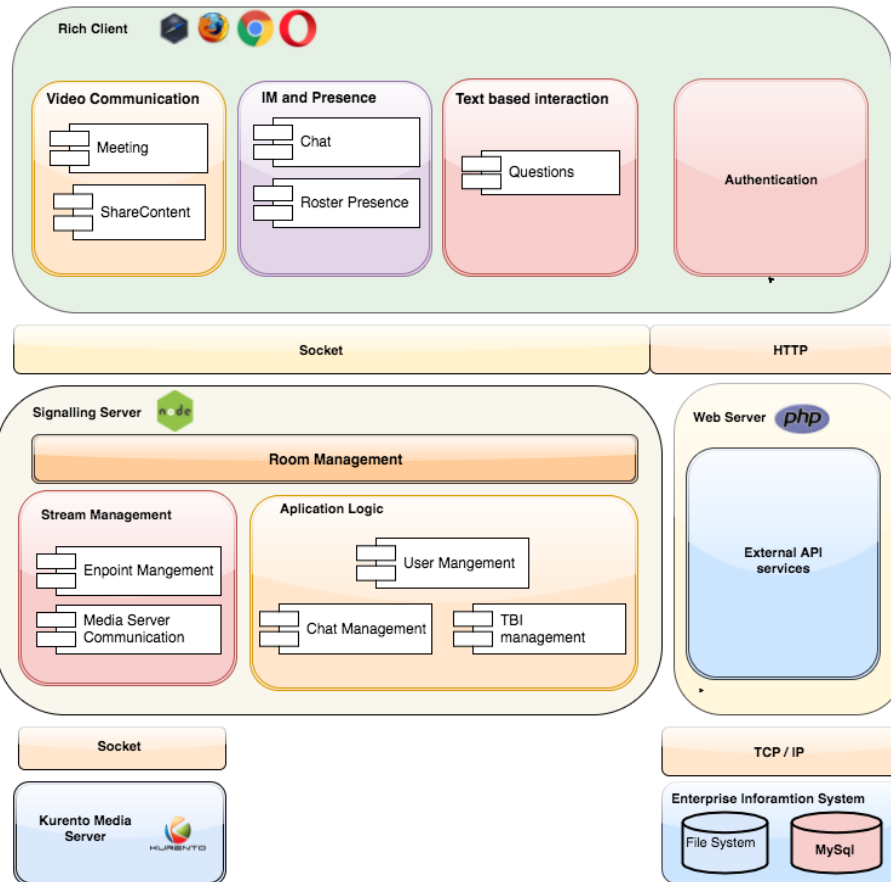 Rich Client
Video Communication
Meeting
ShareContent
IM and Presence
Chat
Roster Presence
Text based interaction
Questions
Authentication
Socket
HTTP
Signalling Server
node
Room Management
Stream Management
Enpoint Mangement
Media Server
Communication
Aplication Logic
User Mangement
Chat Management
TBI
management
Web Server
php
External API
services
Socket
TCP / IP
Kurento Media
Server
KURENTO
Enterprise Inforamtion System
File System
MySql